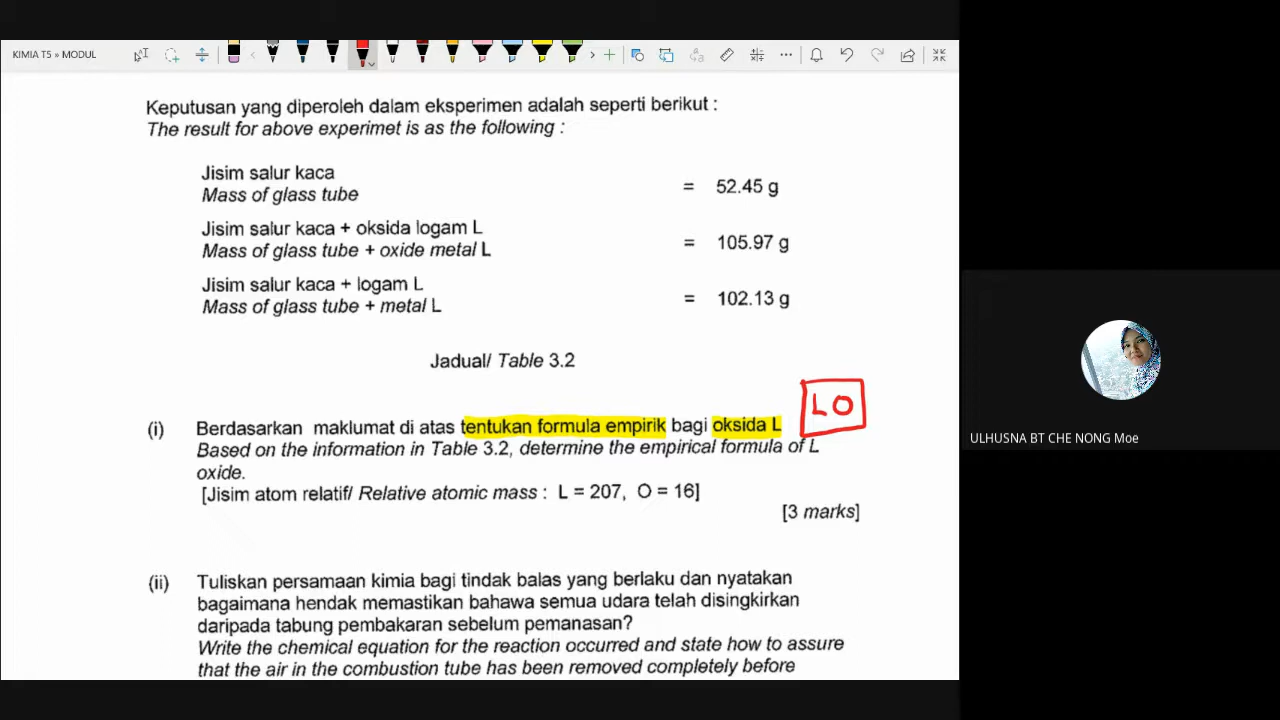 KIMIA T5 » MODUL
Keputusan yang diperoleh dalam eksperimen adalah seperti berikut :
The result for above experimet is as the following :
Jisim salur kaca
Mass of glass tube
= 52.45 g
Jisim salur kaca + oksida logam L
Mass of glass tube + oxide metal L
= 105.97 g
Jisim salur kaca + logam L
Mass of glass tube + metal L
= 102.13 g
Jadual/ Table 3.2
LO
(i) Berdasarkan maklumat di atas tentukan formula empirik bagi oksida L
Based on the information in Table 3.2, determine the empirical formula of L
oxide.
[Jisim atom relatif/ Relative atomic mass : L = 207, O = 16]
[3 marks]
(ii) Tuliskan persamaan kimia bagi tindak balas yang berlaku dan nyatakan
bagaimana hendak memastikan bahawa semua udara telah disingkirkan
daripada tabung pembakaran sebelum pemanasan?
Write the chemical equation for the reaction occurred and state how to assure
that the air in the combustion tube has been removed completely before
ULHUSNA BT CHE NONG Moe